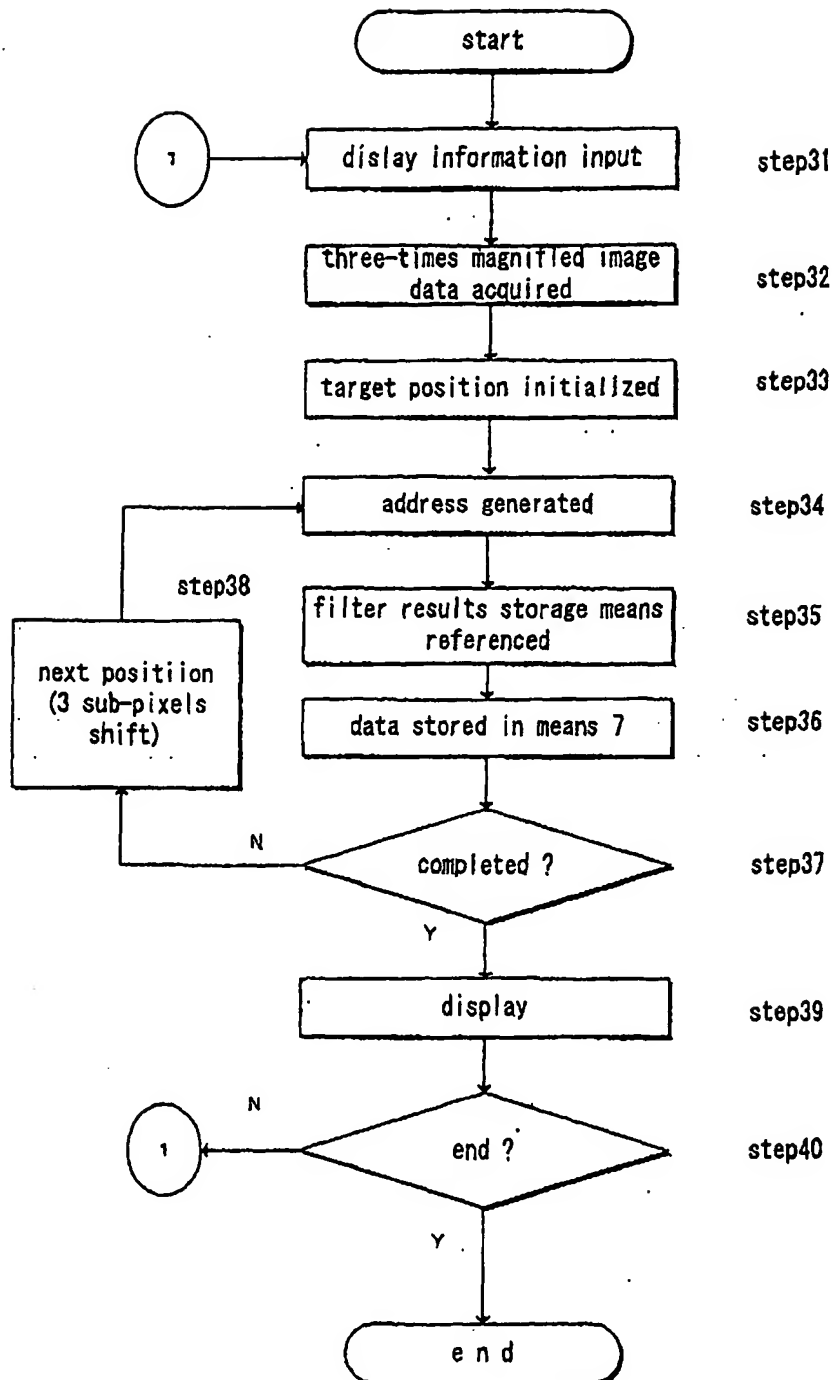 start
1
dislay information input
step31
three-times magnified image
data acquired
step32
target position initialized
step33
address generated
step34
step38
filter results storage means
referenced
step35
next positiion
(3 sub-pixels
shift)
data stored in means 7
step36
N
completed ?
step37
Y
display
step39
N
1
end ?
step40
Y
e n d